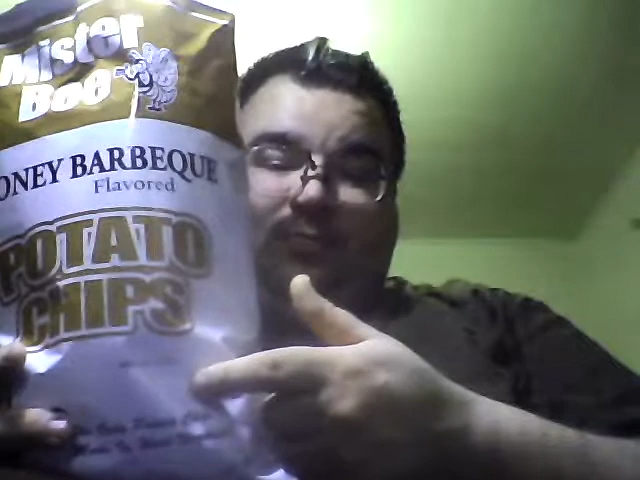 Mister
Bee
ONEY BARBEQUE
Flavored
POTATO
CHIPS